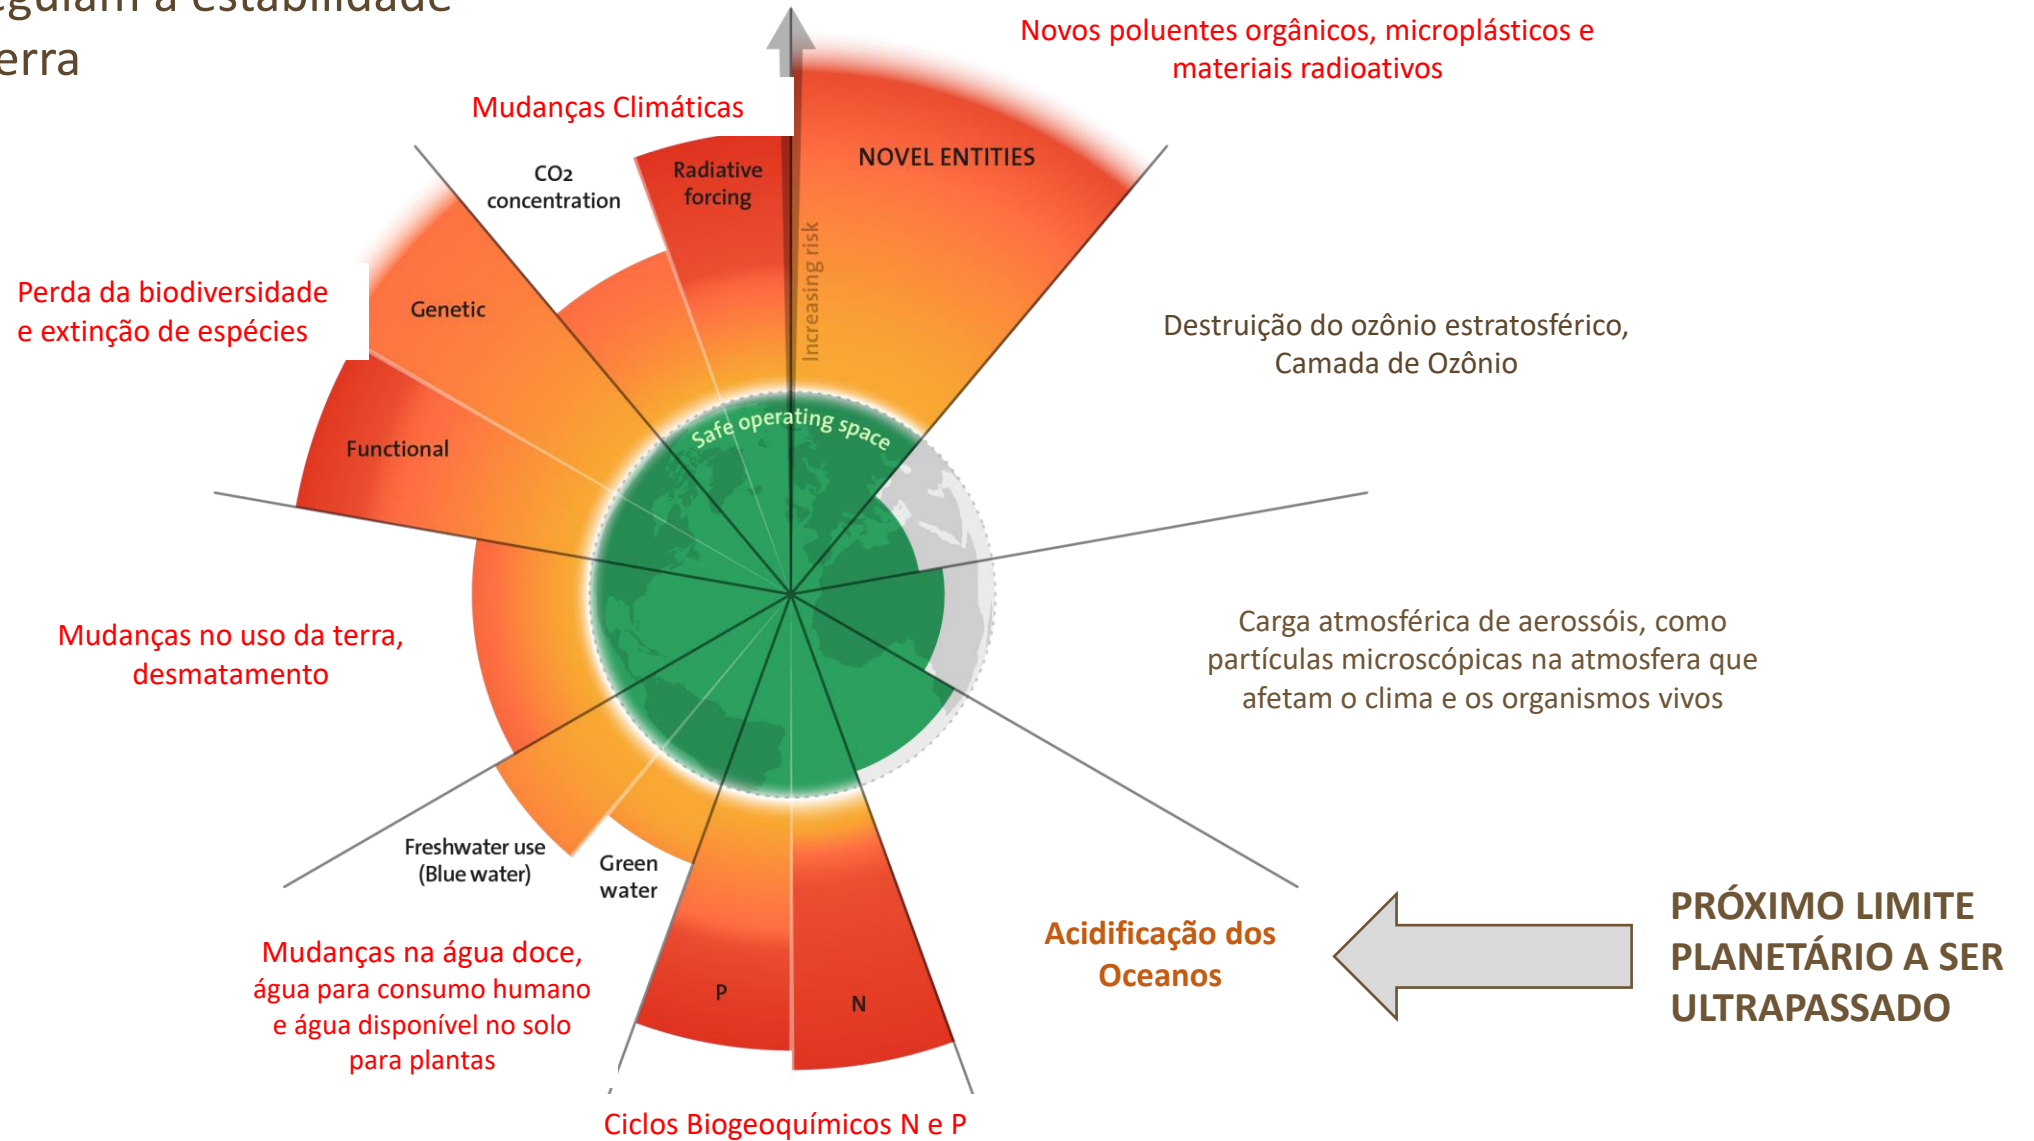 erra
Novos poluentes orgânicos, microplásticos e
materiais radioativos
Mudanças Climáticas
NOVEL ENTITIES
CO2
concentration
Radiative
forcing
Increasing risk
Perda da biodiversidade
e extinção de espécies
Genetic
Functional
Destruição do ozônio estratosférico,
Camada de Ozônio
Safe operating space
Mudanças no uso da terra,
desmatamento
Carga atmosférica de aerossóis, como
partículas microscópicas na atmosfera que
afetam o clima e os organismos vivos
Freshwater use
(Blue water)
Green
water
Mudanças na água doce,
água para consumo humano
e água disponível no solo
para plantas
P
N
Ciclos Biogeoquímicos N e P
Acidificação dos
Oceanos
PRÓXIMO LIMITE
PLANETÁRIO A SER
ULTRAPASSADO